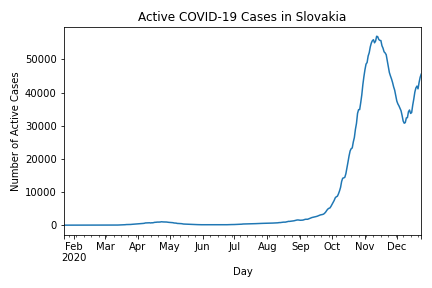 Active COVID-19 Cases in Slovakia
Number of Active Cases
50000
40000
30000
20000
10000
0
Feb Mar Apr May Jun Jul Aug Sep Oct Nov Dec
2020
Day